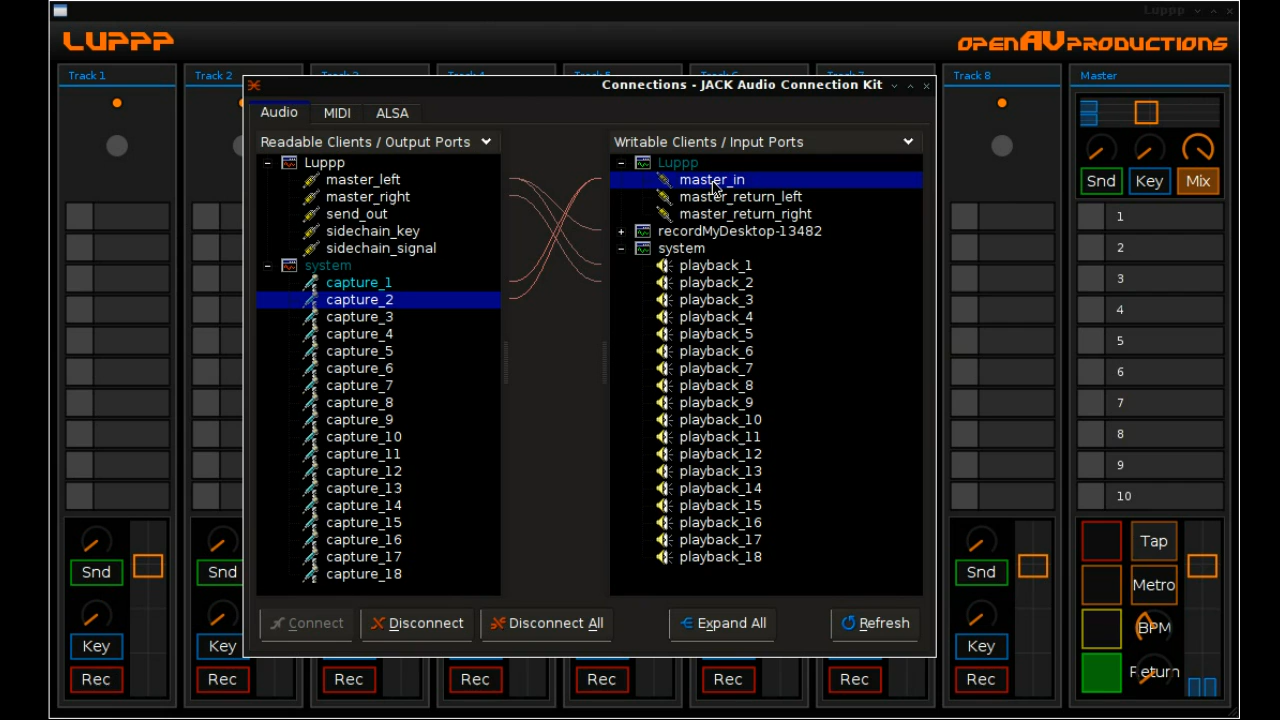 Luppp
LUPPP
openAVproductions
Track 1
Track 2
Track 8
Master
Connections - JACK Audio Connection Kit
Audio
MIDI
ALSA
Readable Clients / Output Ports
Luppp
master_left
master_right
send_out
sidechain_key
sidechain_signal
system
capture_1
capture_2
capture_3
capture_4
capture_5
capture_6
capture_7
capture_8
capture_9
capture_10
capture_11
capture_12
capture_13
capture_14
capture_15
capture_16
capture_17
capture_18
Writable Clients / Input Ports
Luppp
master_in
master_return_left
master_return_right
recordMyDesktop-13482
system
playback_1
playback_2
playback_3
playback_4
playback_5
playback_6
playback_7
playback_8
playback_9
playback_10
playback_11
playback_12
playback_13
playback_14
playback_15
playback_16
playback_17
playback_18
Connect
Disconnect
Disconnect All
Expand All
Refresh
Snd
Key
Mix
1
2
3
4
5
6
7
8
9
10
Snd
Snd
Snd
Tap
Metro
BPM
Return
Key
Key
Key
Rec
Rec
Rec
Rec
Rec
Rec
Rec
Rec